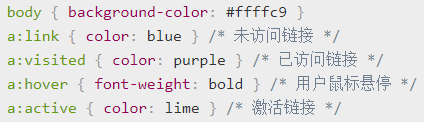 body { background-color: #ffffc9 }
a:link { color: blue } /* 未访问链接 */
a:visited { color: purple } /* 已访问链接 */
a:hover { font-weight: bold } /* 用户鼠标悬停 */
a:active { color: lime } /* 激活链接 */